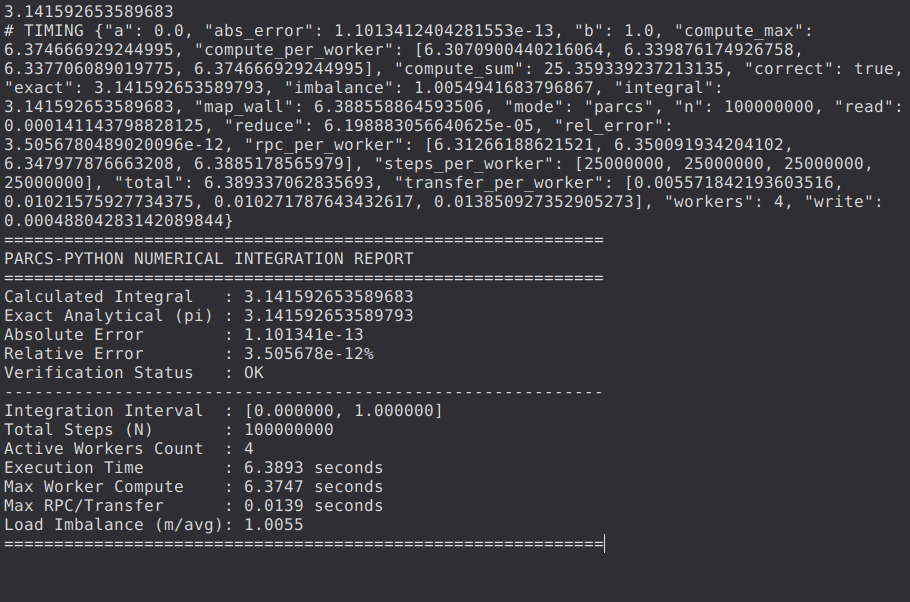 3.141592653589683
# TIMING {"a": 0.0, "abs_error": 1.1013412404281553e-13, "b": 1.0, "compute_max":
6.374666929244995, "compute_per_worker": [6.3070900440216064, 6.339876174926758,
6.337706089019775, 6.374666929244995], "compute_sum": 25.359339237213135, "correct": true,
"exact": 3.141592653589793, "imbalance": 1.0054941683796867, "integral":
3.141592653589683, "map_wall": 6.388558864593506, "mode": "parcs", "n": 100000000, "read":
0.000141143798828125, "reduce": 6.198883056640625e-05, "rel_error":
3.5056780489020096e-12, "rpc_per_worker": [6.31266188621521, 6.350091934204102,
6.347977876663208, 6.3885178565979], "steps_per_worker": [25000000, 25000000, 25000000,
25000000], "total": 6.389337062835693, "transfer_per_worker": [0.005571842193603516,
0.01021575927734375, 0.010271787643432617, 0.013850927352905273], "workers": 4, "write":
0.00048804283142089844}
============================================================
PARCS-PYTHON NUMERICAL INTEGRATION REPORT
============================================================
Calculated Integral   : 3.141592653589683
Exact Analytical (pi) : 3.141592653589793
Absolute Error        : 1.101341e-13
Relative Error        : 3.505678e-12%
Verification Status   : OK
------------------------------------------------------------
Integration Interval  : [0.000000, 1.000000]
Total Steps (N)       : 100000000
Active Workers Count  : 4
Execution Time        : 6.3893 seconds
Max Worker Compute    : 6.3747 seconds
Max RPC/Transfer      : 0.0139 seconds
Load Imbalance (m/avg): 1.0055
============================================================